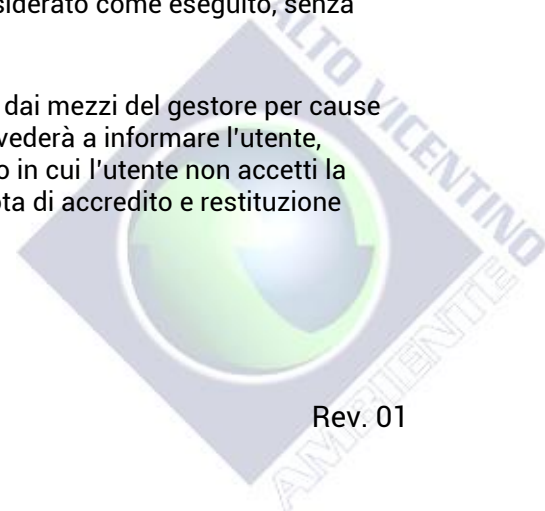 siderato come eseguito, senza
dai mezzi del gestore per cause
vederà a informare l'utente,
o in cui l'utente non accetti la
ota di accredito e restituzione
ALTO VICENTINO
AMBIENTE
Rev. 01